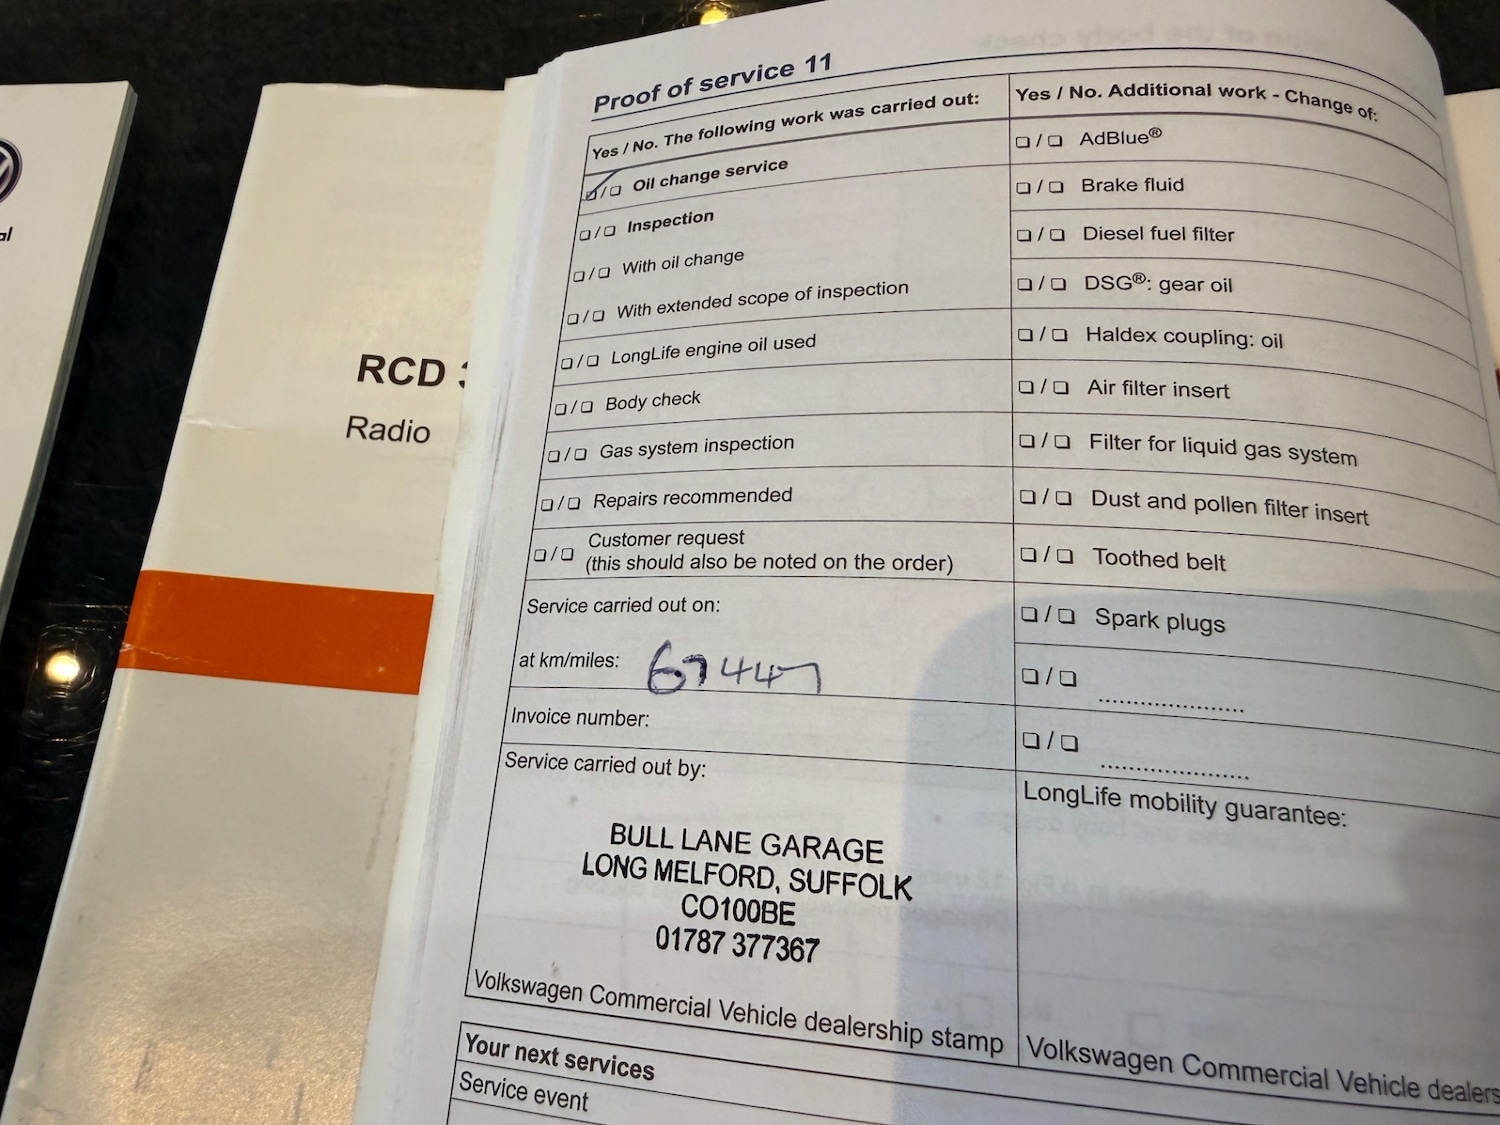 al
RCD
Radio
Proof of service 11
Yes / No. The following work was carried out:
☑/❏ Oil change service
❏/❏ Inspection
❏/❏ With oil change
❏/❏ With extended scope of inspection
❏/❏ LongLife engine oil used
❏/❏ Body check
❏/❏ Gas system inspection
❏/❏ Repairs recommended
❏/❏ Customer request
(this should also be noted on the order)
Service carried out on:
at km/miles: 67447
Invoice number:
Service carried out by:
BULL LANE GARAGE
LONG MELFORD, SUFFOLK
CO100BE
01787 377367
Volkswagen Commercial Vehicle dealership stamp
Yes / No. Additional work - Change of:
❏/❏ AdBlue®
❏/❏ Brake fluid
❏/❏ Diesel fuel filter
❏/❏ DSG®: gear oil
❏/❏ Haldex coupling: oil
❏/❏ Air filter insert
❏/❏ Filter for liquid gas system
❏/❏ Dust and pollen filter insert
❏/❏ Toothed belt
❏/❏ Spark plugs
❏/❏ ......................
❏/❏ ......................
LongLife mobility guarantee:
Volkswagen Commercial Vehicle dealers
Your next services
Service event